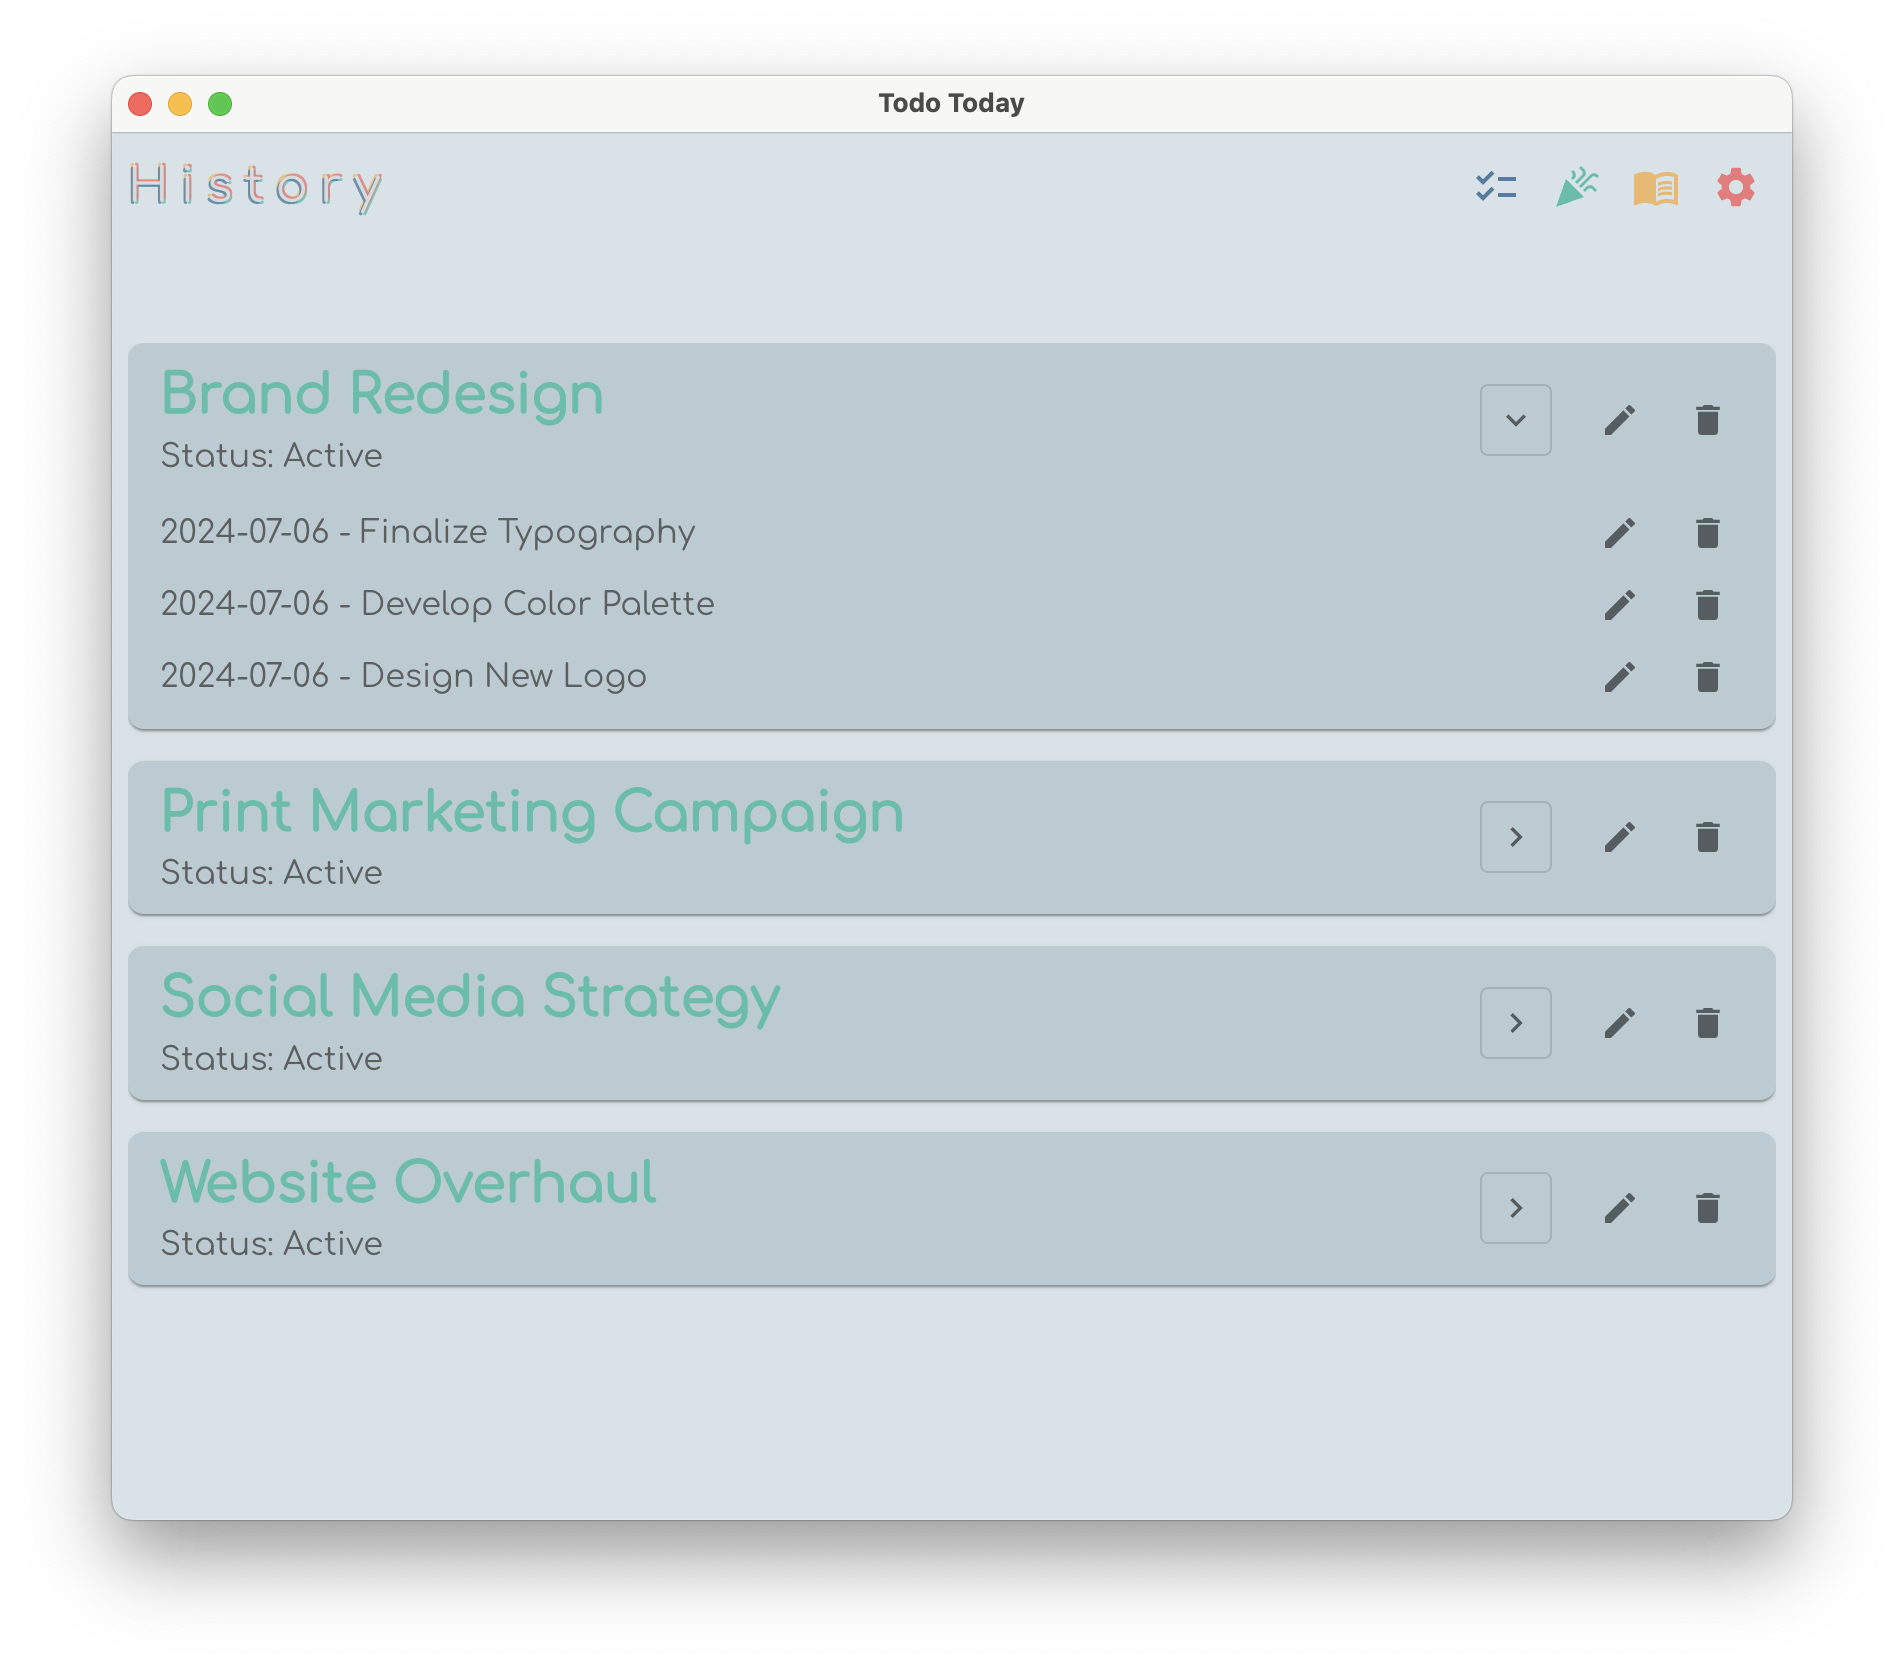 Todo Today
History
Brand Redesign
Status: Active
2024-07-06 - Finalize Typography
2024-07-06 - Develop Color Palette
2024-07-06 - Design New Logo
Print Marketing Campaign
Status: Active
Social Media Strategy
Status: Active
Website Overhaul
Status: Active